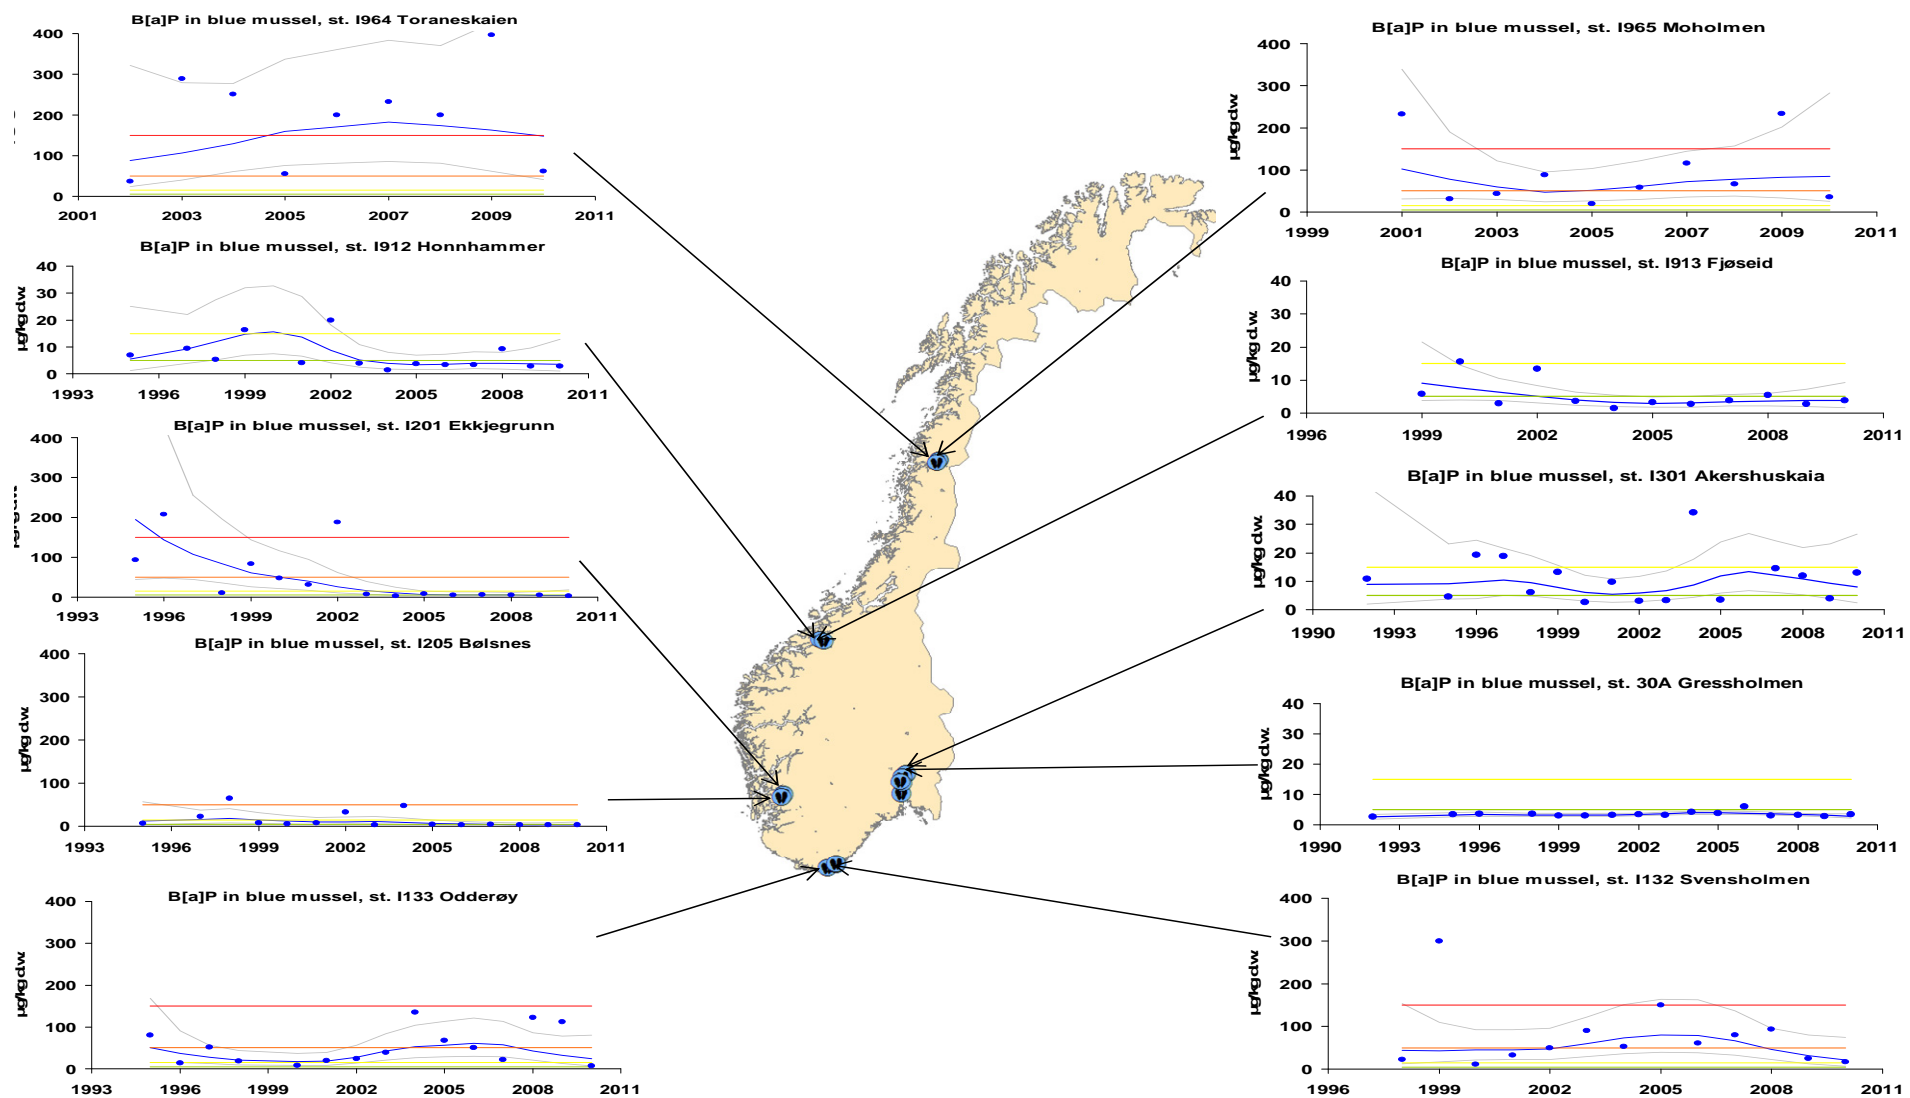 B[a]P in blue mussel, st. I964 Toraneskaien
400
300
200
100
0
2001 2003 2005 2007 2009 2011
B[a]P in blue mussel, st. I912 Honnhammer
µg/kg d.w.
40
30
20
10
0
1993 1996 1999 2002 2005 2008 2011
B[a]P in blue mussel, st. I201 Ekkjegrunn
400
300
200
100
0
1993 1996 1999 2002 2005 2008 2011
B[a]P in blue mussel, st. I205 Bølsnes
µg/kg d.w.
400
300
200
100
0
1993 1996 1999 2002 2005 2008 2011
B[a]P in blue mussel, st. I133 Odderøy
µg/kg d.w.
400
300
200
100
0
1993 1996 1999 2002 2005 2008 2011
B[a]P in blue mussel, st. I965 Moholmen
µg/kg d.w.
400
300
200
100
0
1999 2001 2003 2005 2007 2009 2011
B[a]P in blue mussel, st. I913 Fjøseid
µg/kg d.w.
40
30
20
10
0
1996 1999 2002 2005 2008 2011
B[a]P in blue mussel, st. I301 Akershuskaia
µg/kg d.w.
40
30
20
10
0
1990 1993 1996 1999 2002 2005 2008 2011
B[a]P in blue mussel, st. 30A Gressholmen
µg/kg d.w.
40
30
20
10
0
1990 1993 1996 1999 2002 2005 2008 2011
B[a]P in blue mussel, st. I132 Svensholmen
µg/kg d.w.
400
300
200
100
0
1996 1999 2002 2005 2008 2011